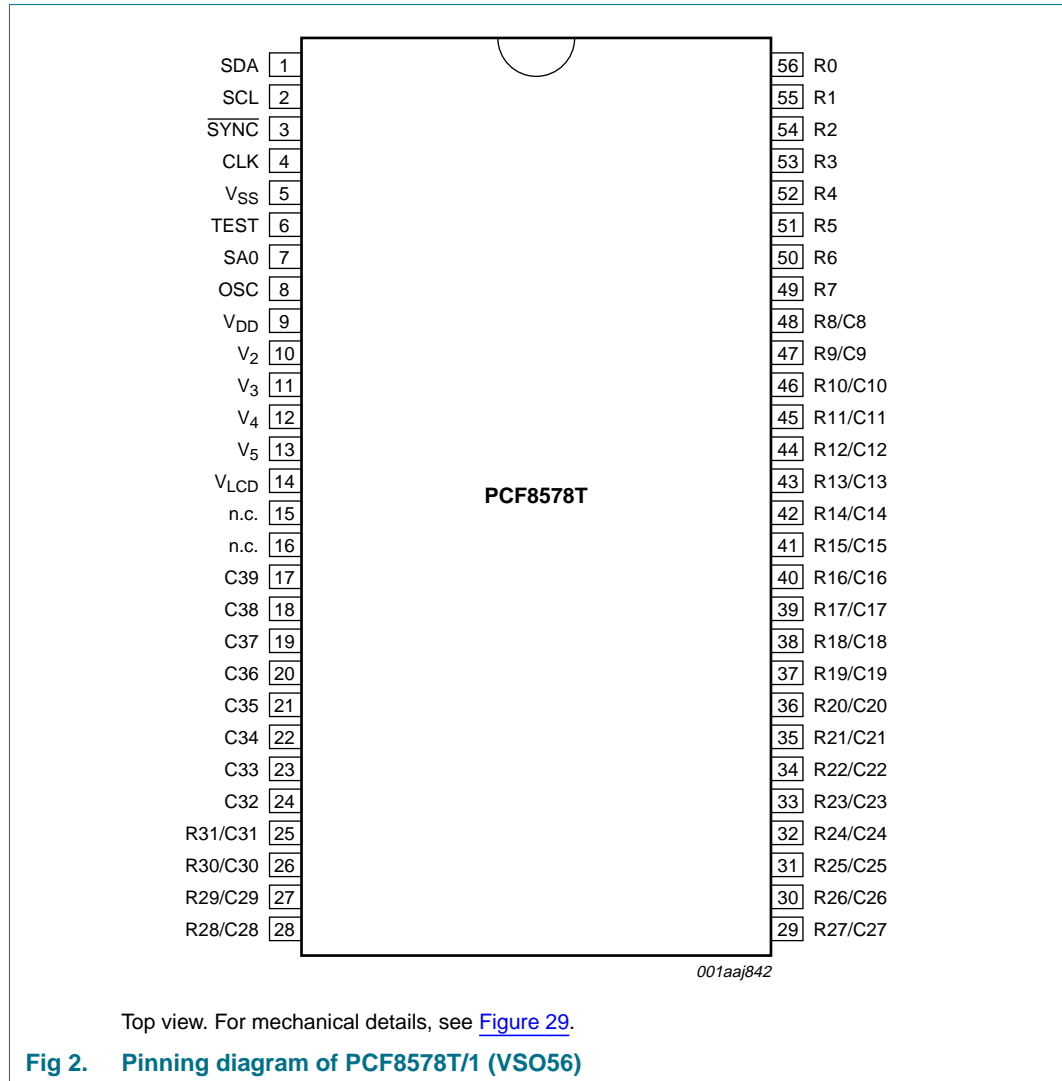 SDA 1 56 R0
SCL 2 55 R1
SYNC 3 54 R2
CLK 4 53 R3
VSS 5 52 R4
TEST 6 51 R5
SA0 7 50 R6
OSC 8 49 R7
VDD 9 48 R8/C8
V2 10 47 R9/C9
V3 11 46 R10/C10
V4 12 45 R11/C11
V5 13 44 R12/C12
VLCD 14 43 R13/C13
PCF8578T
n.c. 15 42 R14/C14
n.c. 16 41 R15/C15
C39 17 40 R16/C16
C38 18 39 R17/C17
C37 19 38 R18/C18
C36 20 37 R19/C19
C35 21 36 R20/C20
C34 22 35 R21/C21
C33 23 34 R22/C22
C32 24 33 R23/C23
R31/C31 25 32 R24/C24
R30/C30 26 31 R25/C25
R29/C29 27 30 R26/C26
R28/C28 28 29 R27/C27
001aaj842
Top view. For mechanical details, see Figure 29.
Fig 2. Pinning diagram of PCF8578T/1 (VSO56)